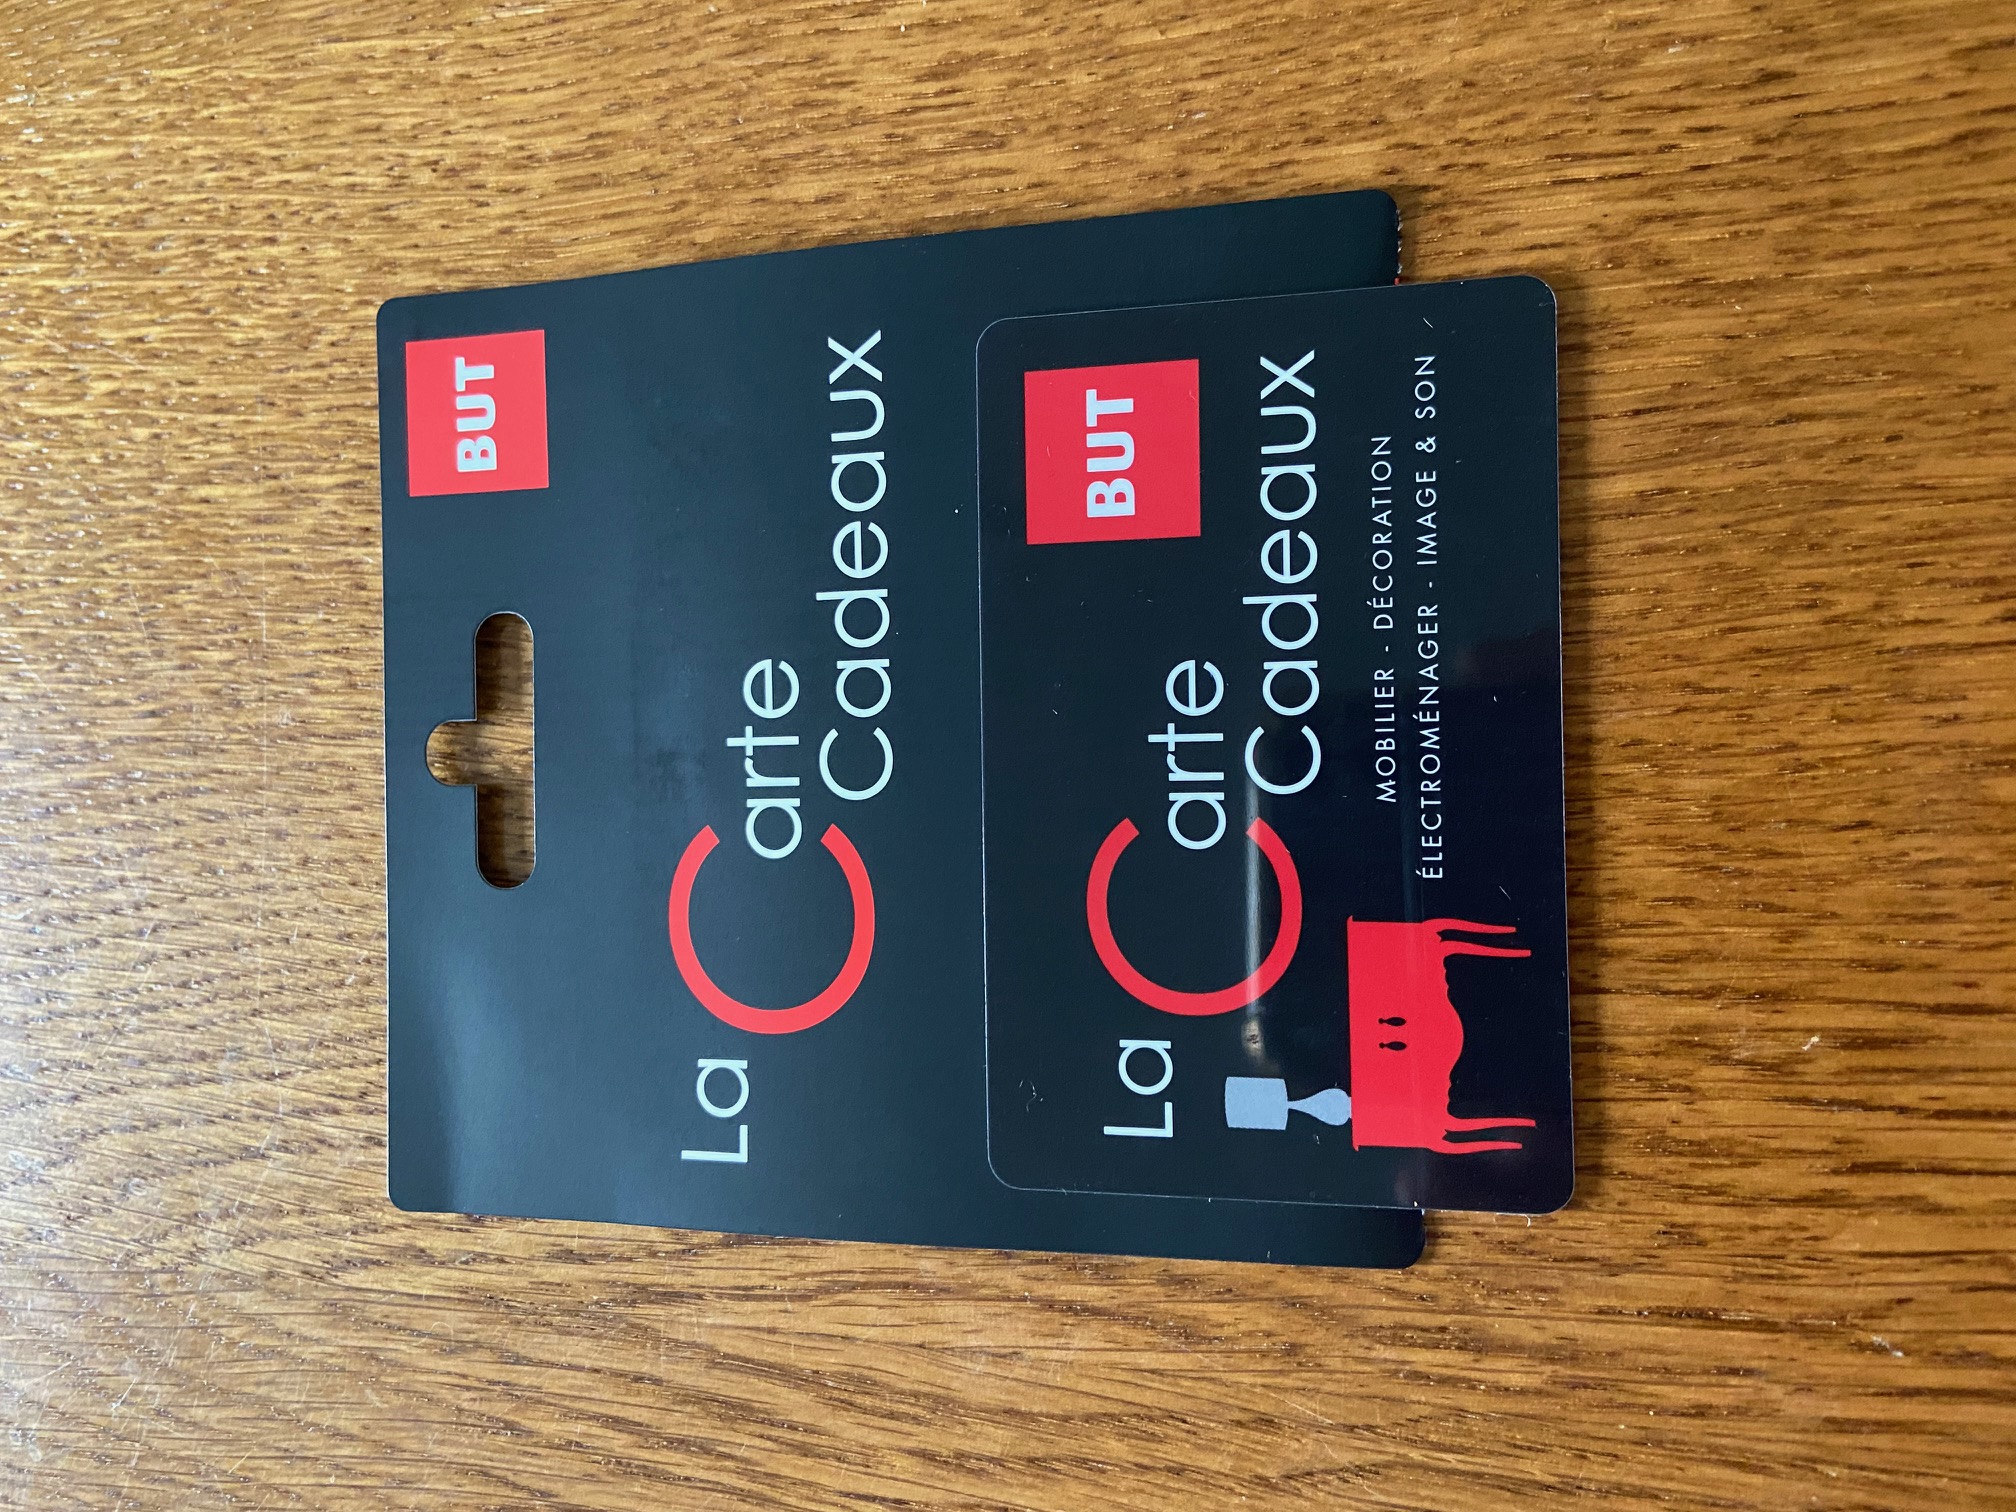 BUT
La Carte
Cadeaux
BUT
La Carte
Cadeaux
MOBILIER - DÉCORATION
ÉLECTROMÉNAGER - IMAGE & SON